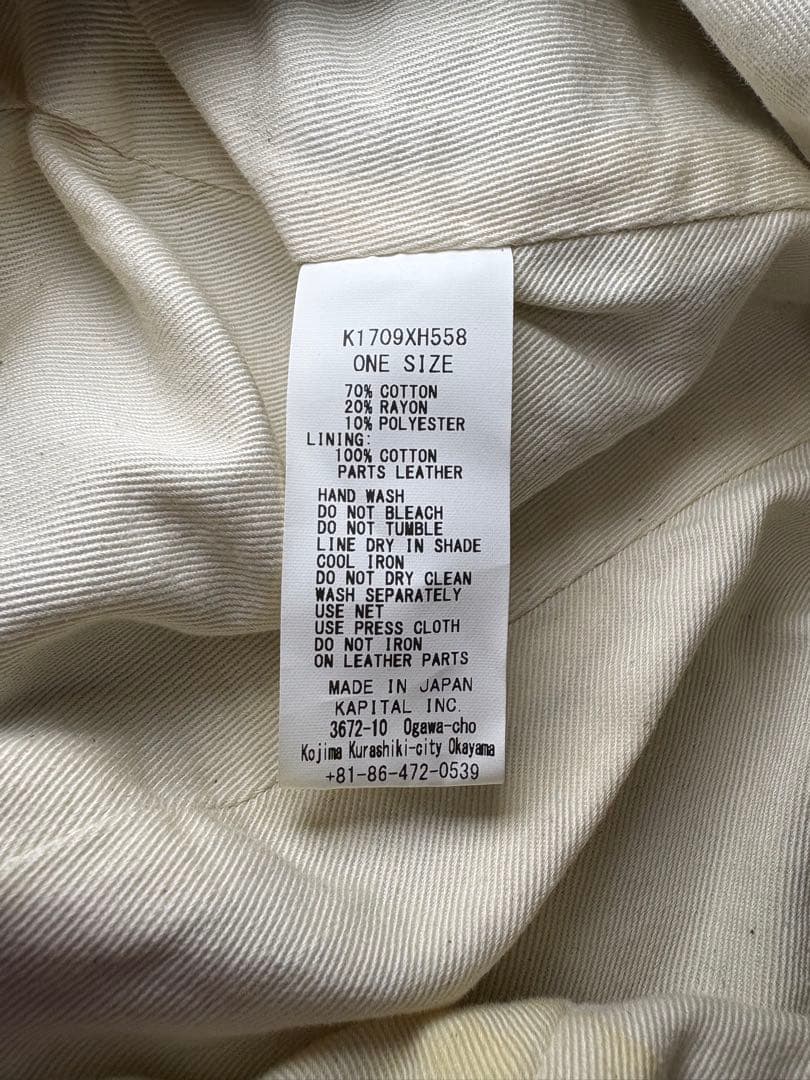 K1709XH558
ONE SIZE
70% COTTON
20% RAYON
10% POLYESTER
LINING:
100% COTTON
PARTS LEATHER
HAND WASH
DO NOT BLEACH
DO NOT TUMBLE
LINE DRY IN SHADE
COOL IRON
DO NOT DRY CLEAN
WASH SEPARATELY
USE NET
USE PRESS CLOTH
DO NOT IRON
ON LEATHER PARTS
MADE IN JAPAN
KAPITAL INC.
3672-10 Ogawa-cho
Kojima Kurashiki-city Okayama
+81-86-472-0539